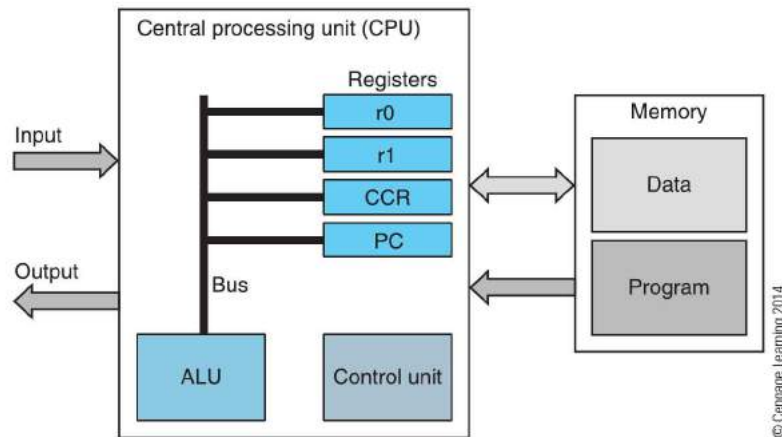 Central processing unit (CPU)
Registers
r0
r1
CCR
PC
Bus
ALU
Control unit
Input
Output
Memory
Data
Program
© Cengage Learning 2014